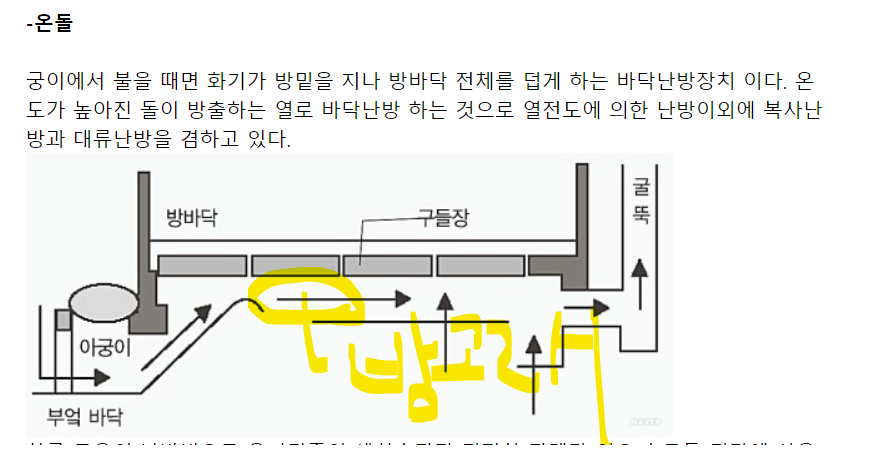 -온돌
궁이에서 불을 때면 화기가 방밑을 지나 방바닥 전체를 덥게 하는 바닥난방장치 이다. 온
도가 높아진 돌이 방출하는 열로 바닥난방 하는 것으로 열전도에 의한 난방이외에 복사난
방과 대류난방을 겸하고 있다.
굴
뚝
방바닥
구들장
아궁이
방고래
부엌 바닥
NAVER